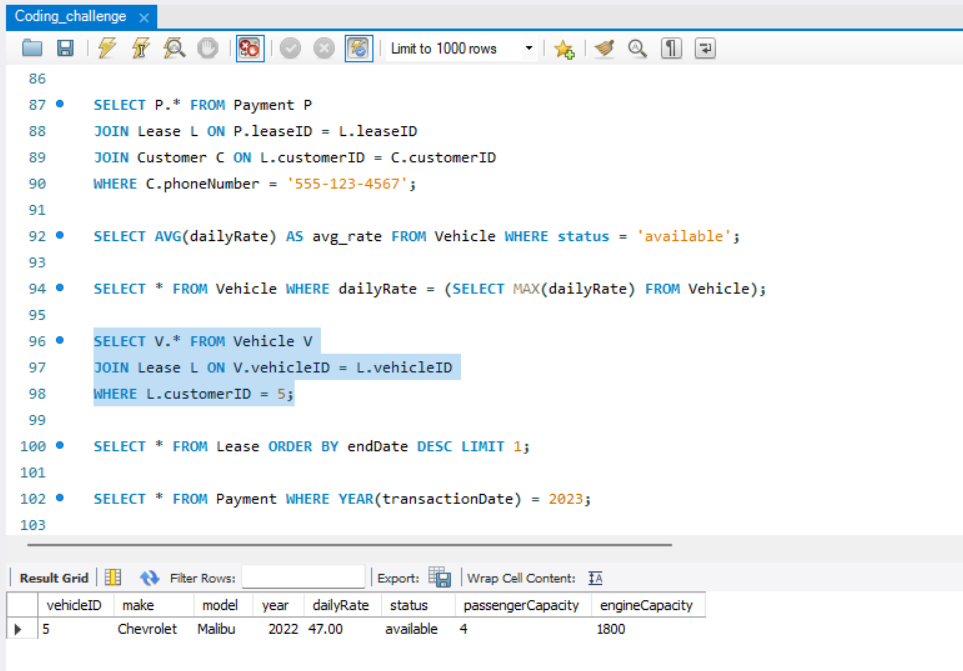 Coding_challenge ×
Limit to 1000 rows
86
87 SELECT P.* FROM Payment P
88 JOIN Lease L ON P.leaseID = L.leaseID
89 JOIN Customer C ON L.customerID = C.customerID
90 WHERE C.phoneNumber = '555-123-4567';
91
92 SELECT AVG(dailyRate) AS avg_rate FROM Vehicle WHERE status = 'available';
93
94 SELECT * FROM Vehicle WHERE dailyRate = (SELECT MAX(dailyRate) FROM Vehicle);
95
96 SELECT V.* FROM Vehicle V
97 JOIN Lease L ON V.vehicleID = L.vehicleID
98 WHERE L.customerID = 5;
99
100 SELECT * FROM Lease ORDER BY endDate DESC LIMIT 1;
101
102 SELECT * FROM Payment WHERE YEAR(transactionDate) = 2023;
103
Result Grid Filter Rows: Export: Wrap Cell Content: IA
vehicleID make model year dailyRate status passengerCapacity engineCapacity
5 Chevrolet Malibu 2022 47.00 available 4 1800